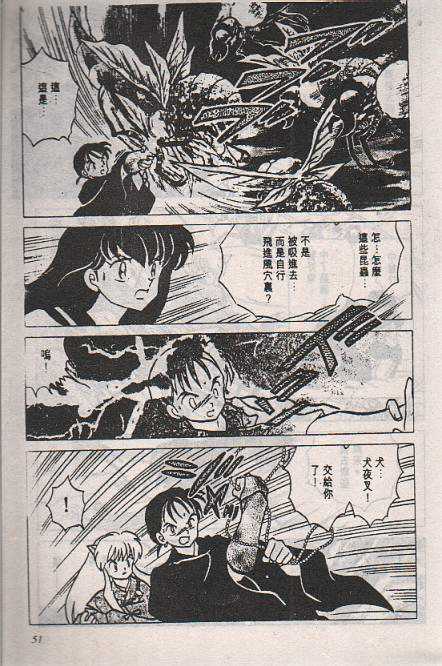 這…
這是…
怎…怎麼
這些昆蟲…
不是
被吸進去
而是自行
飛進風穴裏？
嗚！
犬…
犬夜叉！
交給你
了！
！
51